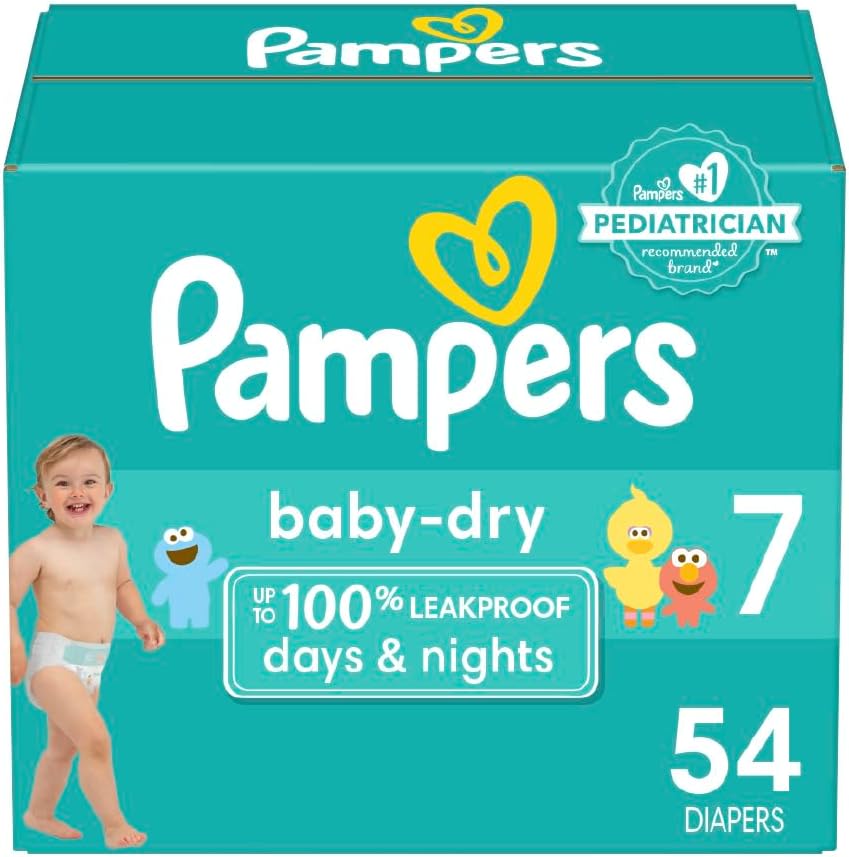 Pampers
Pampers #1
PEDIATRICIAN
recommended
brand
™
Pampers
baby-dry
7
UP TO 100% LEAKPROOF
days & nights
54
DIAPERS